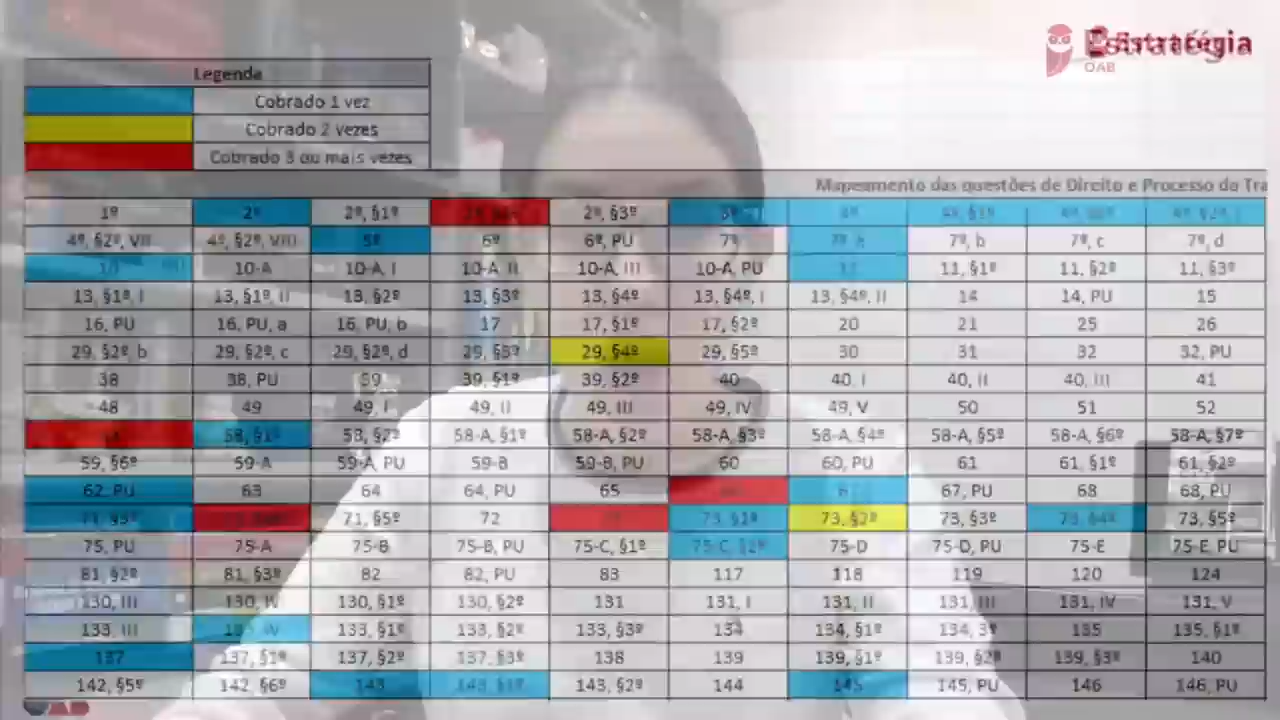 Estratégia
OAB
Legenda
Cobrado 1 vez
Cobrado 2 vezes
Cobrado 3 ou mais vezes
Mapeamento das questões de Direito e Processo do Tra
1º 2º 2º, §1º 2º, §3º
4º, §2º, VII 4º, §2º, VIII 5º 6º 6º, PU 7º 7º, b 7º, c 7º, d
10-A 10-A, I 10-A, II 10-A, III 10-A, PU 11, §1º 11, §2º 11, §3º
13, §1º, I 13, §1º, II 13, §2º 13, §3º 13, §4º 13, §4º, I 13, §4º, II 14 14, PU 15
16, PU 16, PU, a 16, PU, b 17 17, §1º 17, §2º 20 21 25 26
29, §2º, b 29, §2º, c 29, §2º, d 29, §3º 29, §4º 29, §5º 30 31 32 32, PU
38 38, PU 39 39, §1º 39, §2º 40 40, I 40, II 40, III 41
48 49 49, I 49, II 49, III 49, IV 49, V 50 51 52
58, §1º 58, §2º 58-A, §1º 58-A, §2º 58-A, §3º 58-A, §4º 58-A, §5º 58-A, §6º 58-A, §7º
59, §6º 59-A 59-A, PU 59-B 59-B, PU 60 60, PU 61 61, §1º 61, §2º
62, PU 63 64 64, PU 65 67, PU 68 68, PU
71, §5º 72 73, §1º 73, §2º 73, §3º 73, §4º 73, §5º
75, PU 75-A 75-B 75-B, PU 75-C, §1º 75-C, §2º 75-D 75-D, PU 75-E 75-E, PU
81, §2º 81, §3º 82 82, PU 83 117 118 119 120 124
130, III 130, IV 130, §1º 130, §2º 131 131, I 131, II 131, III 131, IV 131, V
133, III 133, IV 133, §1º 133, §2º 133, §3º 134 134, §1º 134, 3º 135 135, §1º
137 137, §1º 137, §2º 137, §3º 138 139 139, §1º 139, §2º 139, §3º 140
142, §5º 142, §6º 143 143, §1º 143, §2º 144 145 145, PU 146 146, PU